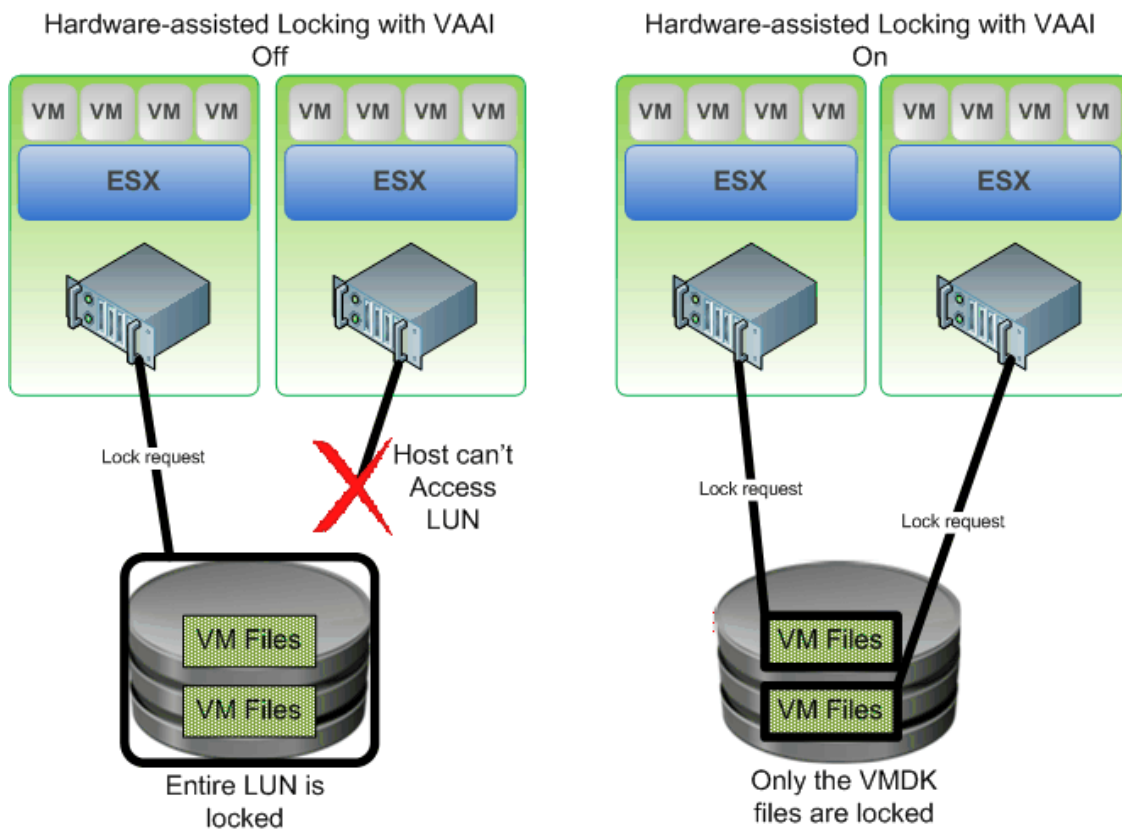 Hardware-assisted Locking with VAAI
Off
VM VM VM VM
ESX
VM VM VM VM
ESX
Lock request
Host can't
Access
LUN
VM Files
VM Files
Entire LUN is
locked
Hardware-assisted Locking with VAAI
On
VM VM VM VM
ESX
VM VM VM VM
ESX
Lock request
Lock request
VM Files
VM Files
Only the VMDK
files are locked